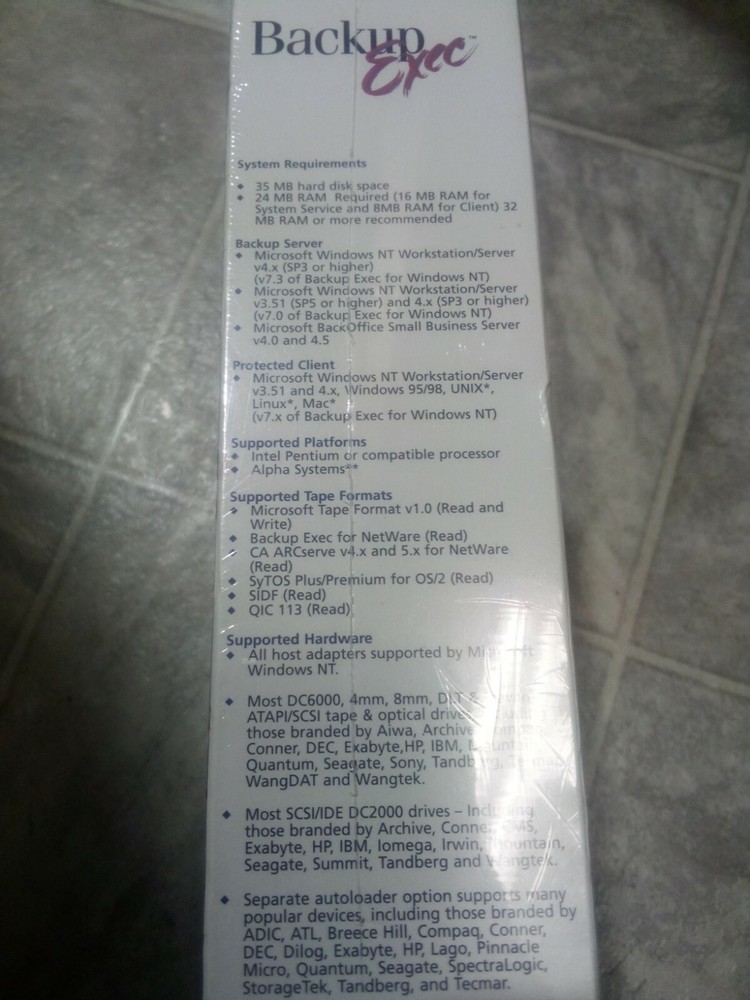 Backup
Exec™
System Requirements
◆ 35 MB hard disk space
◆ 24 MB RAM Required (16 MB RAM for
System Service and 8MB RAM for Client) 32
MB RAM or more recommended
Backup Server
◆ Microsoft Windows NT Workstation/Server
v4.x (SP3 or higher)
(v7.3 of Backup Exec for Windows NT)
◆ Microsoft Windows NT Workstation/Server
v3.51 (SP5 or higher) and 4.x (SP3 or higher)
(v7.0 of Backup Exec for Windows NT)
◆ Microsoft BackOffice Small Business Server
v4.0 and 4.5
Protected Client
◆ Microsoft Windows NT Workstation/Server
v3.51 and 4.x, Windows 95/98, UNIX*,
Linux*, Mac*
(v7.x of Backup Exec for Windows NT)
Supported Platforms
◆ Intel Pentium or compatible processor
◆ Alpha Systems**
Supported Tape Formats
◆ Microsoft Tape Format v1.0 (Read and
Write)
◆ Backup Exec for NetWare (Read)
◆ CA ARCserve v4.x and 5.x for NetWare
(Read)
◆ SyTOS Plus/Premium for OS/2 (Read)
◆ SIDF (Read)
◆ QIC 113 (Read)
Supported Hardware
◆ All host adapters supported by Microsoft
Windows NT.
◆ Most DC6000, 4mm, 8mm, DLT &
ATAPI/SCSI tape & optical drives
those branded by Aiwa, Archive, Compaq,
Conner, DEC, Exabyte,HP, IBM,
Quantum, Seagate, Sony, Tandberg, Tecmar,
WangDAT and Wangtek.
◆ Most SCSI/IDE DC2000 drives – Including
those branded by Archive, Conner, CMS,
Exabyte, HP, IBM, Iomega, Irwin, Mountain,
Seagate, Summit, Tandberg and Wangtek.
◆ Separate autoloader option supports many
popular devices, including those branded by
ADIC, ATL, Breece Hill, Compaq, Conner,
DEC, Dilog, Exabyte, HP, Lago, Pinnacle
Micro, Quantum, Seagate, SpectraLogic,
StorageTek, Tandberg, and Tecmar.